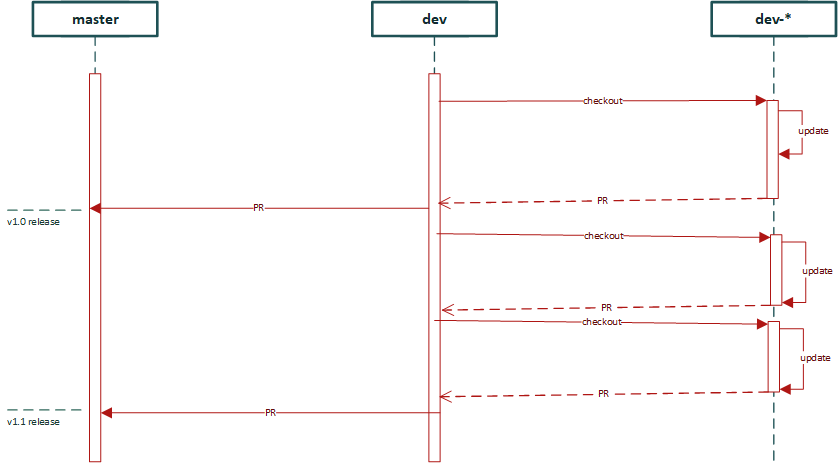 master
dev
dev-*
checkout
update
PR
PR
v1.0 release
checkout
update
PR
checkout
update
PR
PR
v1.1 release